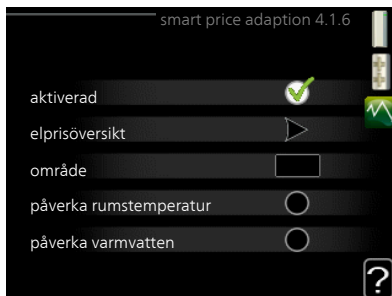 smart price adaption 4.1.6
aktiverad
elprisöversikt
område
påverka rumstemperatur
påverka varmvatten
?